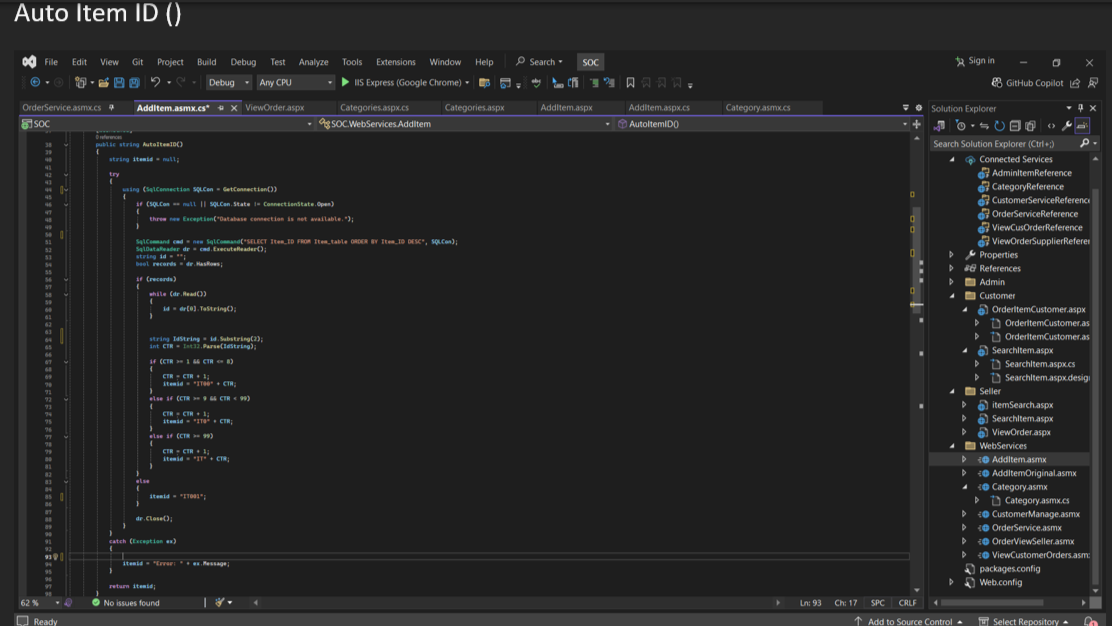 Auto Item ID ()
File Edit View Git Project Build Debug Test Analyze Tools Extensions Window Help Search SOC Sign in
Debug Any CPU IIS Express (Google Chrome) GitHub Copilot
OrderService.asmx.cs AddItem.asmx.cs* ViewOrder.aspx Categories.aspx.cs Categories.aspx AddItem.aspx AddItem.aspx.cs Category.asmx.cs
SOC SOC.WebServices.AddItem AutoItemID()
0 references
public string AutoItemID()
{
string itemid = null;
try
{
using (SqlConnection SQLCon = GetConnection())
{
if (SQLCon == null || SQLCon.State != ConnectionState.Open)
{
throw new Exception("Database connection is not available.");
}
SqlCommand cmd = new SqlCommand("SELECT Item_ID FROM Item_table ORDER BY Item_ID DESC", SQLCon);
SqlDataReader dr = cmd.ExecuteReader();
string id = "";
bool records = dr.HasRows;
if (records)
{
while (dr.Read())
{
id = dr[0].ToString();
}
string IdString = id.Substring(2);
int CTR = Int32.Parse(IdString);
{
CTR = CTR + 1;
itemid = "IT00" + CTR;
}
else if (CTR >= 9 && CTR < 99)
{
CTR = CTR + 1;
itemid = "IT0" + CTR;
}
else if (CTR >= 99)
{
CTR = CTR + 1;
itemid = "IT" + CTR;
}
}
else
{
itemid = "IT001";
}
dr.Close();
}
}
catch (Exception ex)
{
itemid = "Error: " + ex.Message;
}
return itemid;
}
62 % No issues found Ln: 93 Ch: 17 SPC CRLF
Solution Explorer
Search Solution Explorer (Ctrl+;)
Connected Services
AdminItemReference
CategoryReference
CustomerServiceReference
OrderServiceReference
ViewCusOrderReference
ViewOrderSupplierRefere
Properties
References
Admin
Customer
OrderItemCustomer.aspx
OrderItemCustomer.as
OrderItemCustomer.as
SearchItem.aspx
SearchItem.aspx.cs
SearchItem.aspx.desig
Seller
itemSearch.aspx
SearchItem.aspx
ViewOrder.aspx
WebServices
AddItem.asmx
AddItemOriginal.asmx
Category.asmx
Category.asmx.cs
CustomerManage.asmx
OrderService.asmx
OrderViewSeller.asmx
ViewCustomerOrders.asm
packages.config
Web.config
Ready Add to Source Control Select Repository